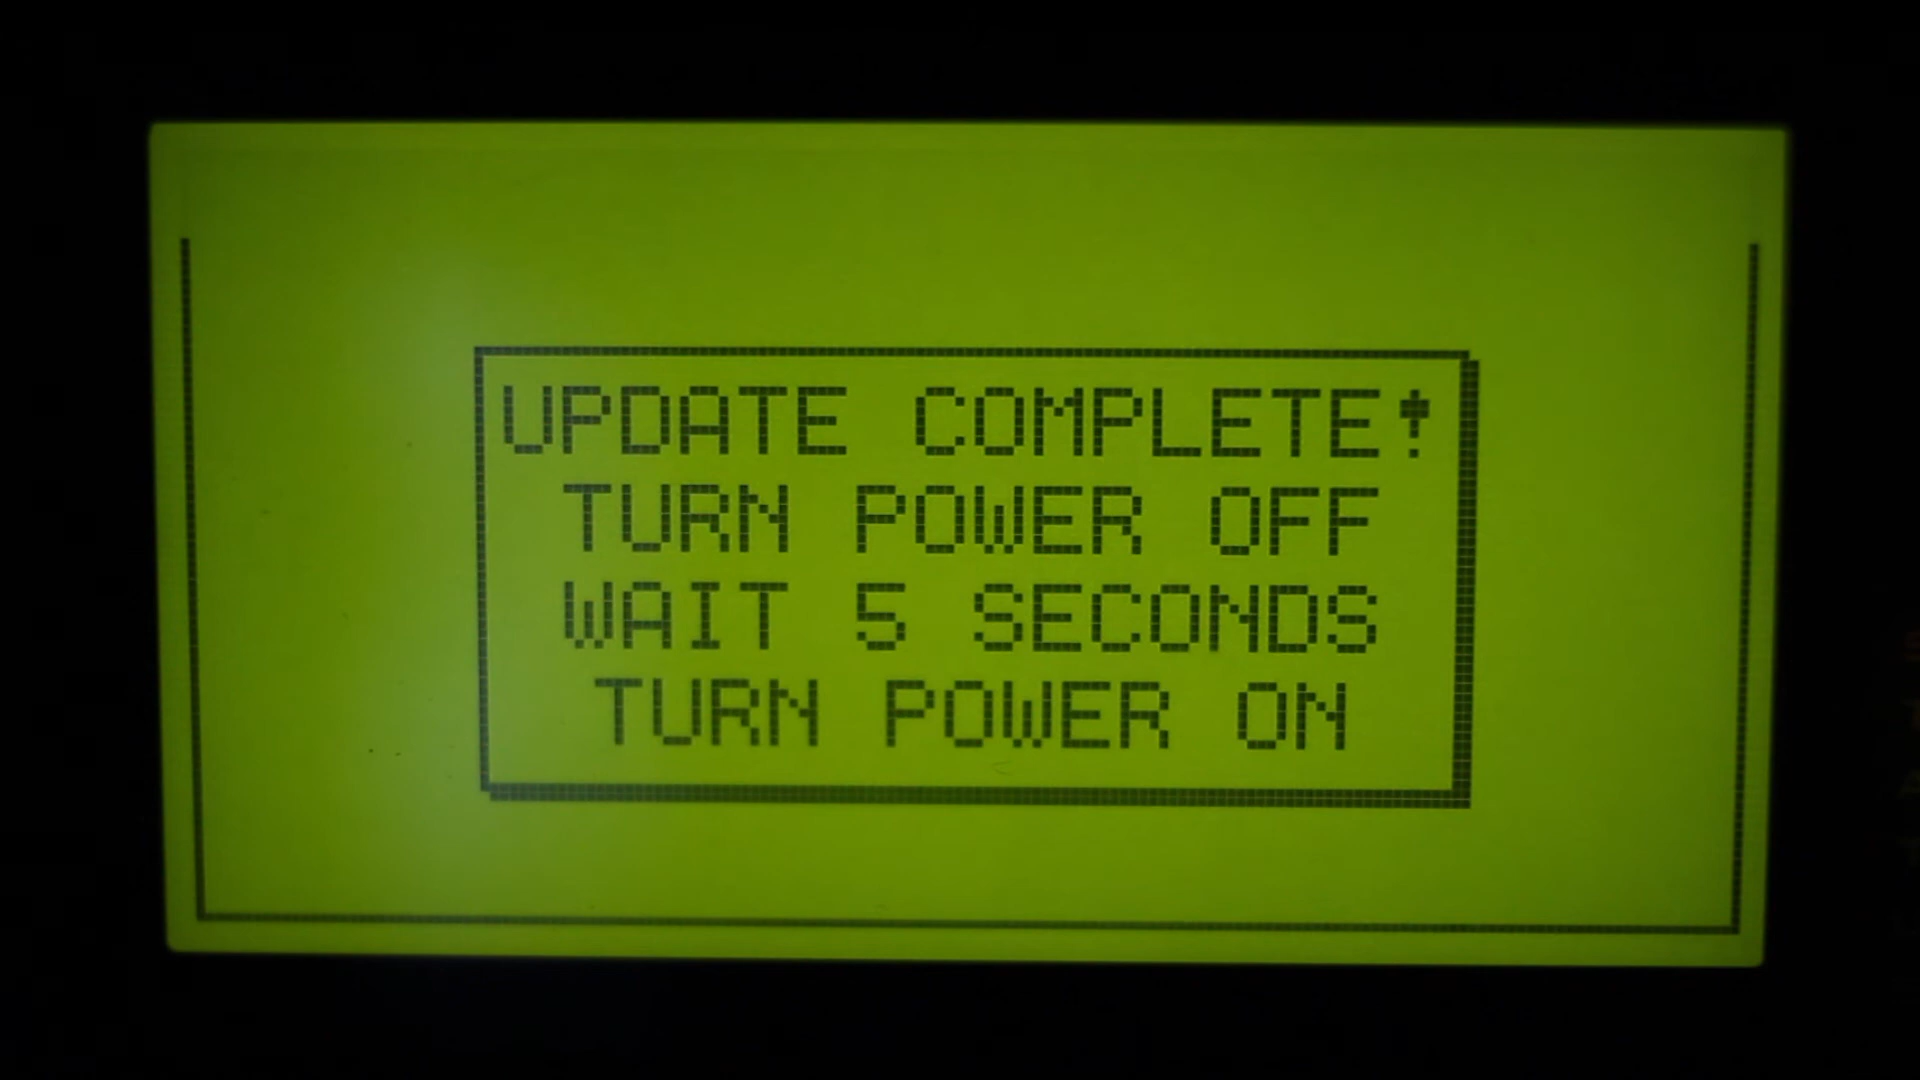 UPDATE COMPLETE!
TURN POWER OFF
WAIT 5 SECONDS
TURN POWER ON